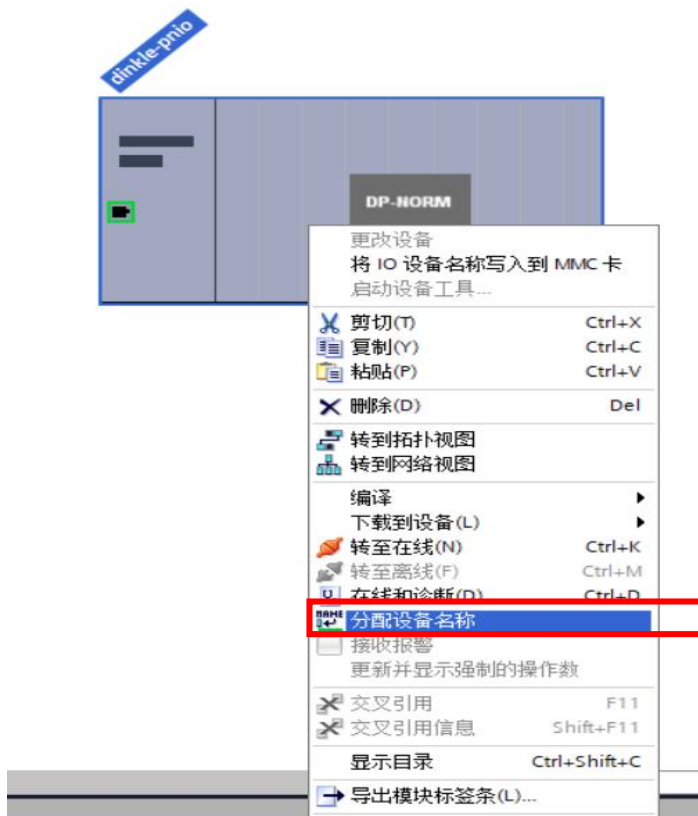 dinkle-pnio
DP-NORM
更改设备
将 IO 设备名称写入到 MMC 卡
启动设备工具...
剪切(T) Ctrl+X
复制(Y) Ctrl+C
粘贴(P) Ctrl+V
删除(D) Del
转到拓扑视图
转到网络视图
编译
下载到设备(L)
转至在线(N) Ctrl+K
转至离线(F) Ctrl+M
在线和诊断(D) Ctrl+D
NAME 分配设备名称
接收报警
更新并显示强制的操作数
交叉引用 F11
交叉引用信息 Shift+F11
显示目录 Ctrl+Shift+C
导出模块标签条(L)...